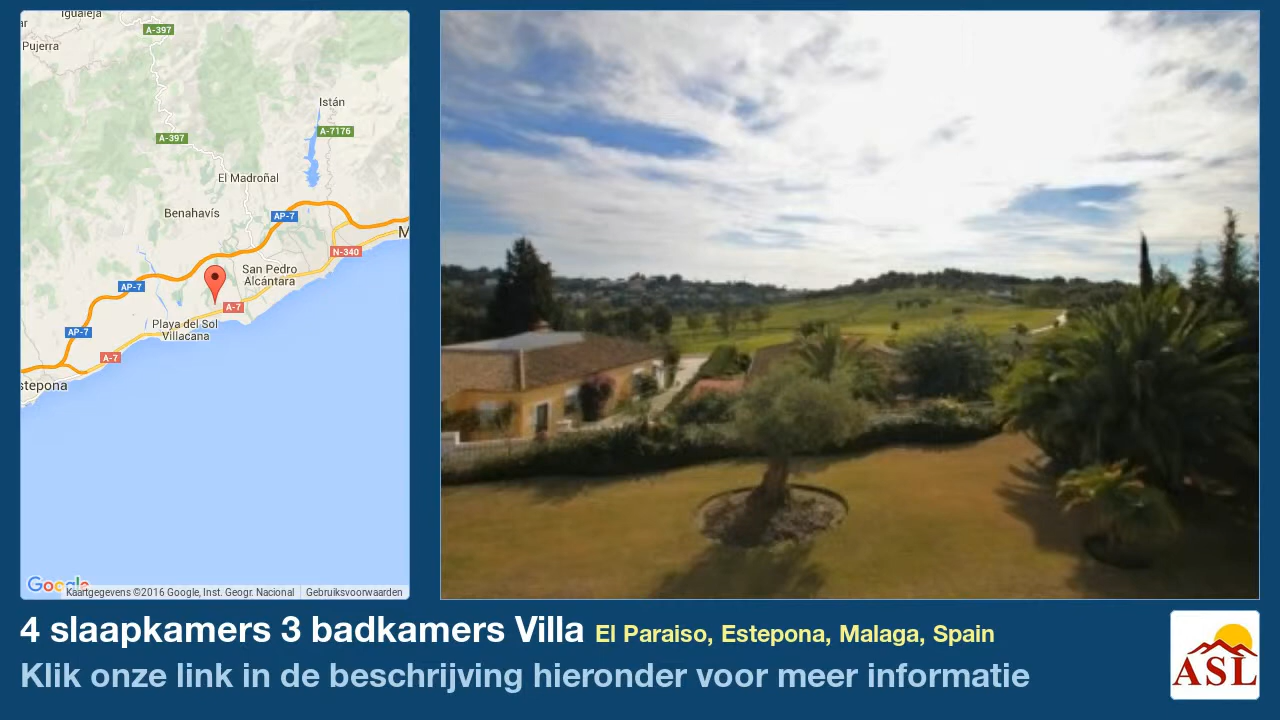 Igualeja
A-397
Pujerra
Istán
A-7176
A-397
El Madroñal
Benahavís
AP-7
M
N-340
San Pedro
Alcántara
AP-7
A-7
Playa del Sol
Villacana
AP-7
A-7
stepona
Google
Kaartgegevens ©2016 Google, Inst. Geogr. Nacional
Gebruiksvoorwaarden
4 slaapkamers 3 badkamers Villa El Paraiso, Estepona, Malaga, Spain
Klik onze link in de beschrijving hieronder voor meer informatie
ASL